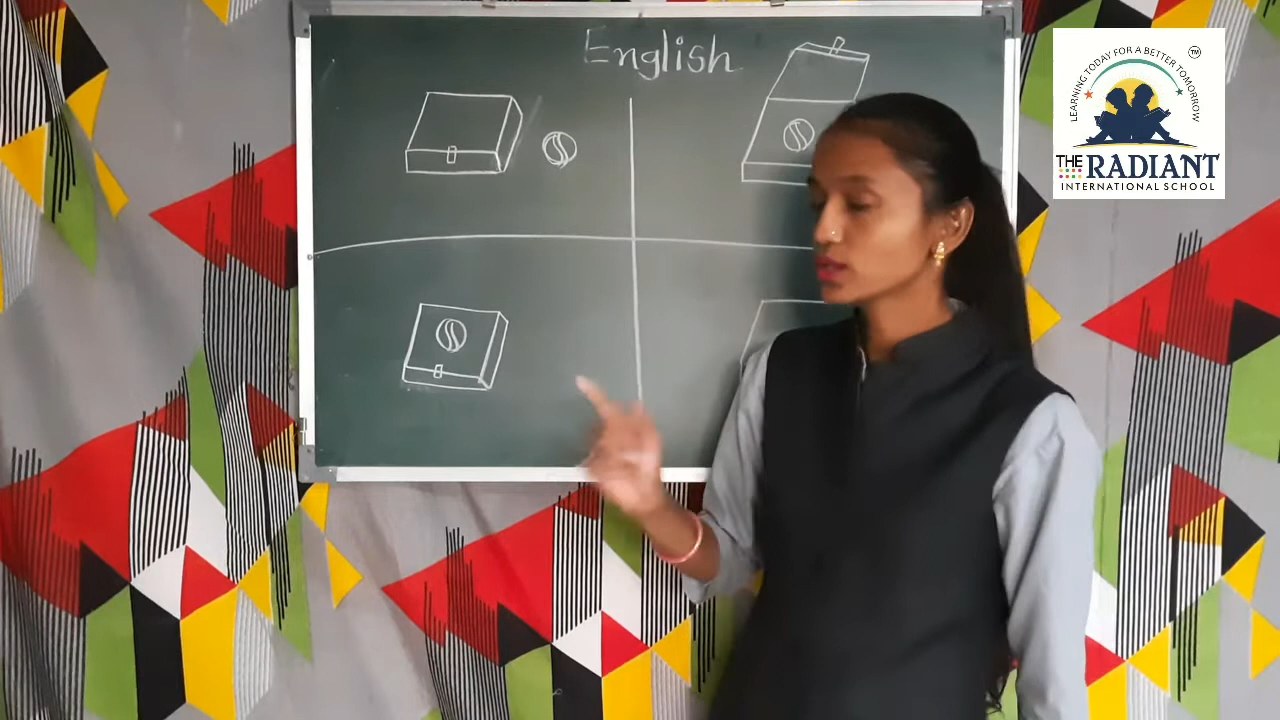 English
LEARNING TODAY FOR A BETTER TOMORROW
TM
THE RADIANT
INTERNATIONAL SCHOOL